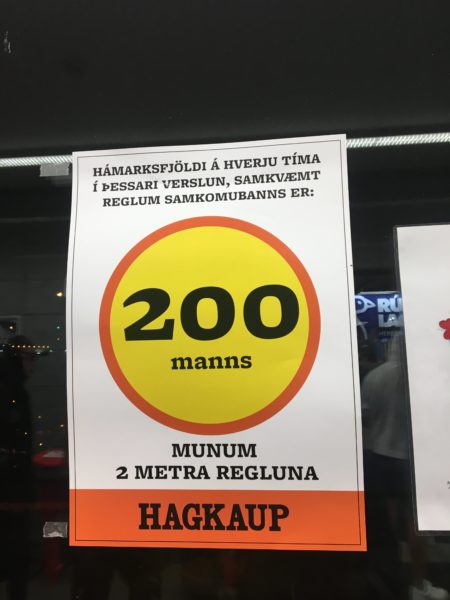 HÁMARKSFJÖLDI Á HVERJU TÍMA
Í ÞESSARI VERSLUN, SAMKVÆMT
REGLUM SAMKOMUBANNS ER:
200
manns
MUNUM
2 METRA REGLUNA
HAGKAUP